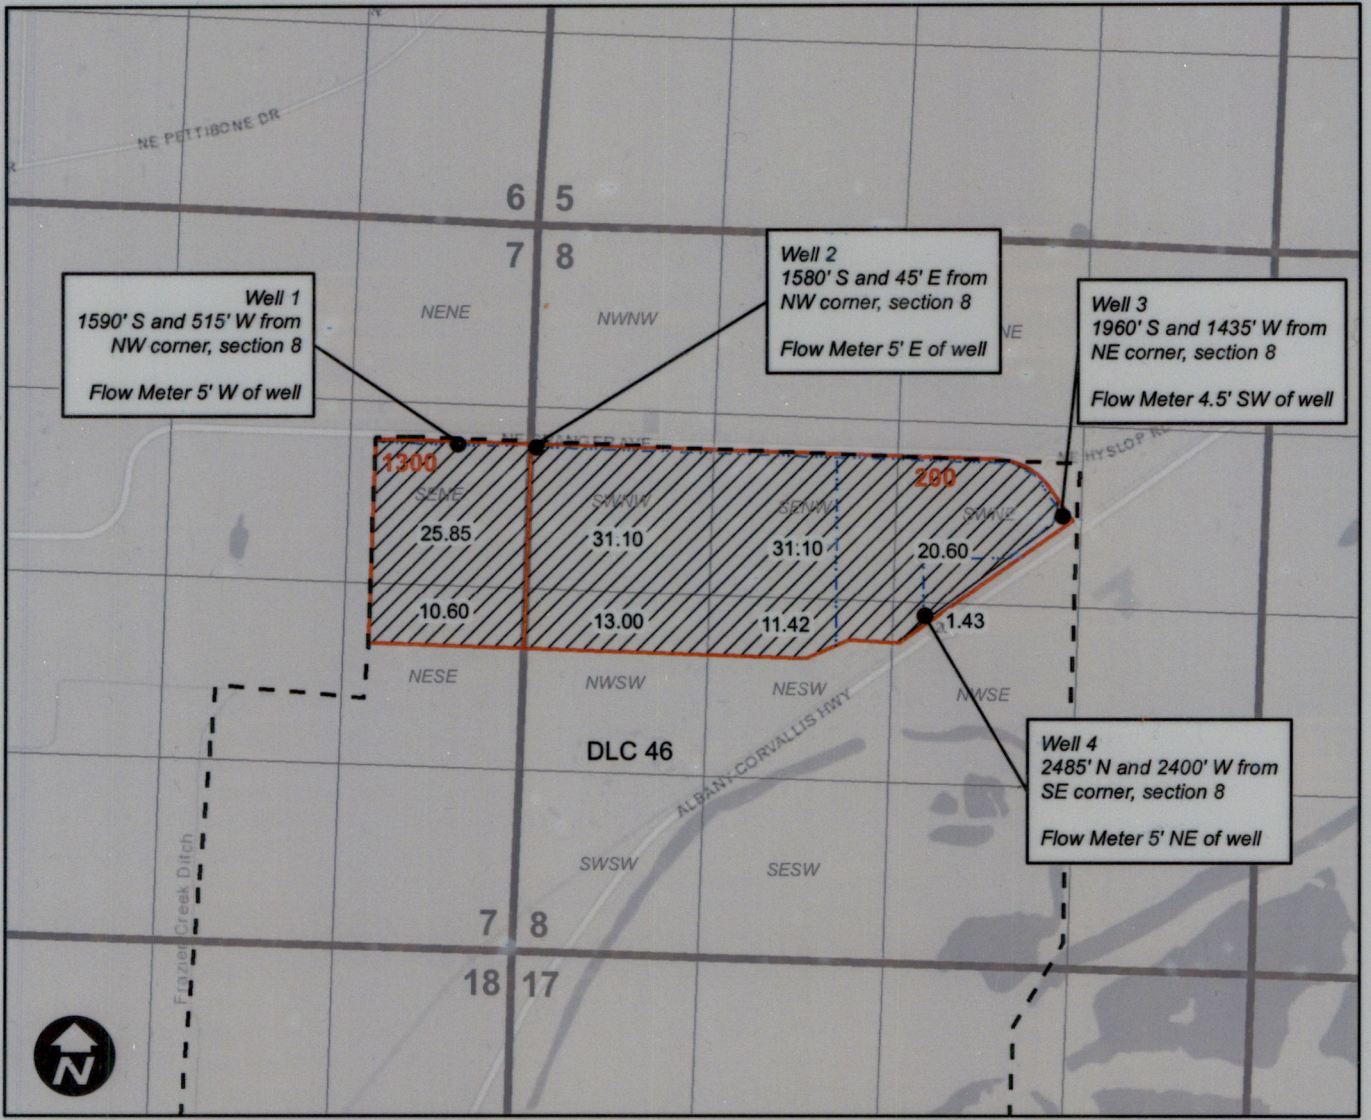 NE PETTIBONE DR
6 5
7 8
Well 1
1590' S and 515' W from
NW corner, section 8
Flow Meter 5' W of well
Well 2
1580' S and 45' E from
NW corner, section 8
Flow Meter 5' E of well
Well 3
1960' S and 1435' W from
NE corner, section 8
Flow Meter 4.5' SW of well
NENE
NWNW
NE
AVE
NE HYSLOP RD
1300
200
SENE
SWNW
SENW
SWNE
25.85
31.10
31.10
20.60
10.60
13.00
11.42
1.43
NESE
NWSW
NESW
NWSE
DLC 46
ALBANY-CORVALLIS HWY
Well 4
2485' N and 2400' W from
SE corner, section 8
Flow Meter 5' NE of well
SWSW
SESW
Frazier Creek Ditch
7 8
18 17
N